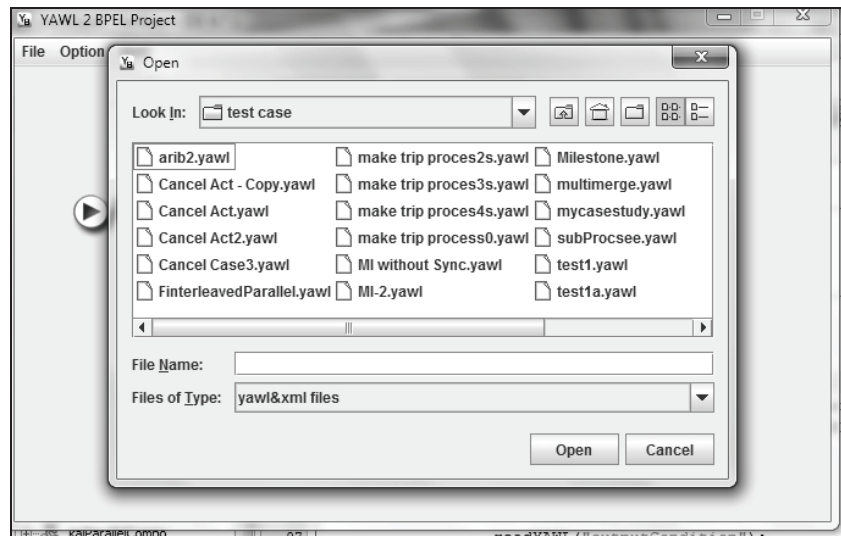 YAWL 2 BPEL Project
File Option
Open
Look In: test case
arib2.yawl make trip proces2s.yawl Milestone.yawl
Cancel Act - Copy.yawl make trip proces3s.yawl multimerge.yawl
Cancel Act.yawl make trip proces4s.yawl mycasestudy.yawl
Cancel Act2.yawl make trip process0.yawl subProcsee.yawl
Cancel Case3.yawl MI without Sync.yawl test1.yawl
FinterleavedParallel.yawl MI-2.yawl test1a.yawl
File Name:
Files of Type: yawl&xml files
Open Cancel